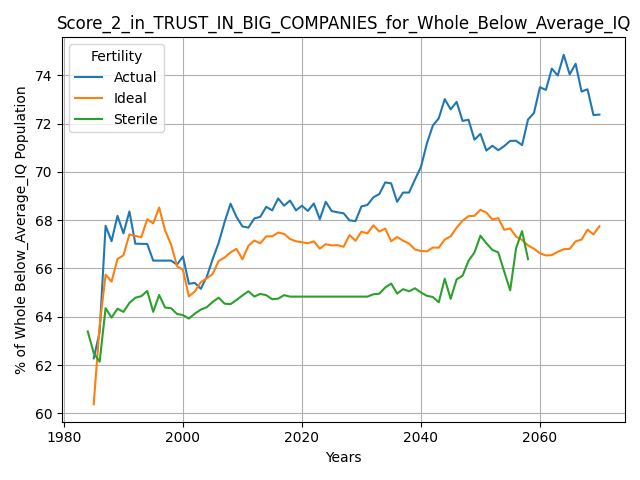 Score_2_in_TRUST_IN_BIG_COMPANIES_for_Whole_Below_Average_IQ
Fertility
Actual
Ideal
Sterile
% of Whole Below_Average_IQ Population
74
72
70
68
66
64
62
60
1980
2000
2020
2040
2060
Years